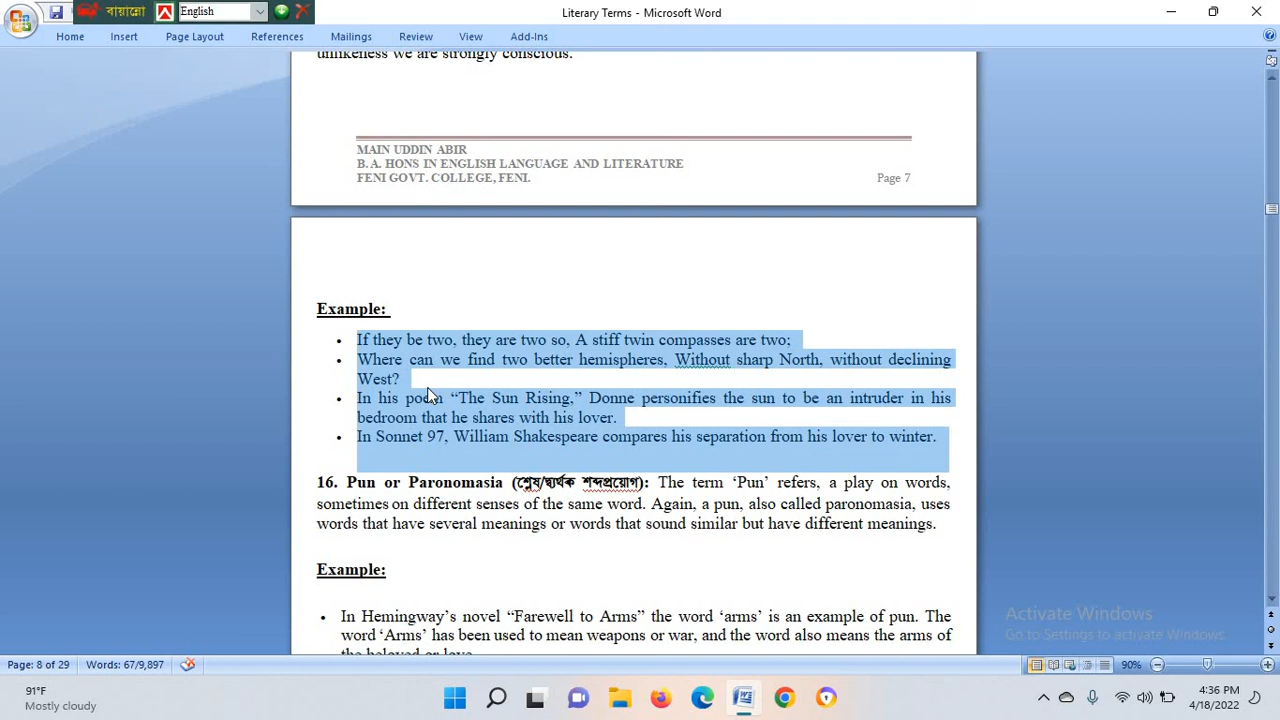 বায়ান্নো English Literary Terms - Microsoft Word
Home Insert Page Layout References Mailings Review View Add-Ins
unlikeness we are strongly conscious.
MAIN UDDIN ABIR
B. A. HONS IN ENGLISH LANGUAGE AND LITERATURE
FENI GOVT. COLLEGE, FENI. Page 7
Example:
• If they be two, they are two so, A stiff twin compasses are two;
• Where can we find two better hemispheres, Without sharp North, without declining
West?
• In his poem “The Sun Rising,” Donne personifies the sun to be an intruder in his
bedroom that he shares with his lover.
• In Sonnet 97, William Shakespeare compares his separation from his lover to winter.
16. Pun or Paronomasia (শ্লেষ/দ্ব্যর্থক শব্দপ্রয়োগ): The term ‘Pun’ refers, a play on words,
sometimes on different senses of the same word. Again, a pun, also called paronomasia, uses
words that have several meanings or words that sound similar but have different meanings.
Example:
• In Hemingway’s novel “Farewell to Arms” the word ‘arms’ is an example of pun. The
word ‘Arms’ has been used to mean weapons or war, and the word also means the arms of
the beloved or love.
Activate Windows
Go to Settings to activate Windows.
Page: 8 of 29 Words: 67/9,897 90%
91°F
Mostly cloudy
4:36 PM
4/18/2022